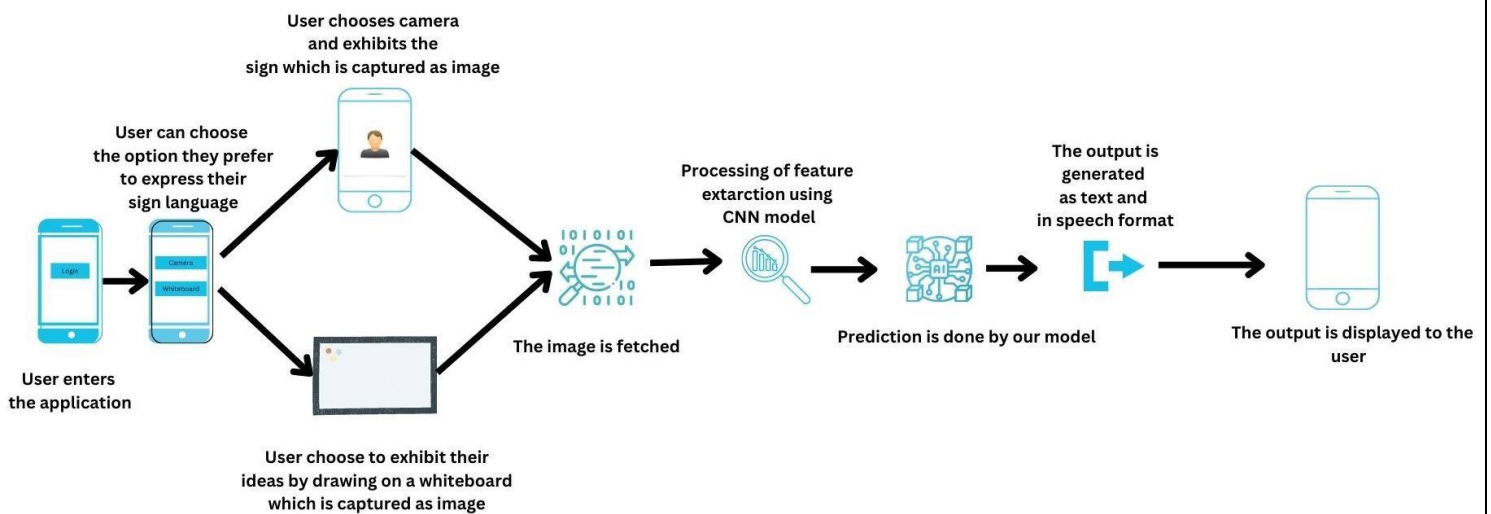 User chooses camera
and exhibits the
sign which is captured as image
User can choose
the option they prefer
to express their
sign language
Login
Camera
Whiteboard
User enters
the application
User choose to exhibit their
ideas by drawing on a whiteboard
which is captured as image
1010101
01
10
10101
The image is fetched
Processing of feature
extarction using
CNN model
AI
Prediction is done by our model
The output is
generated
as text and
in speech format
The output is displayed to the
user